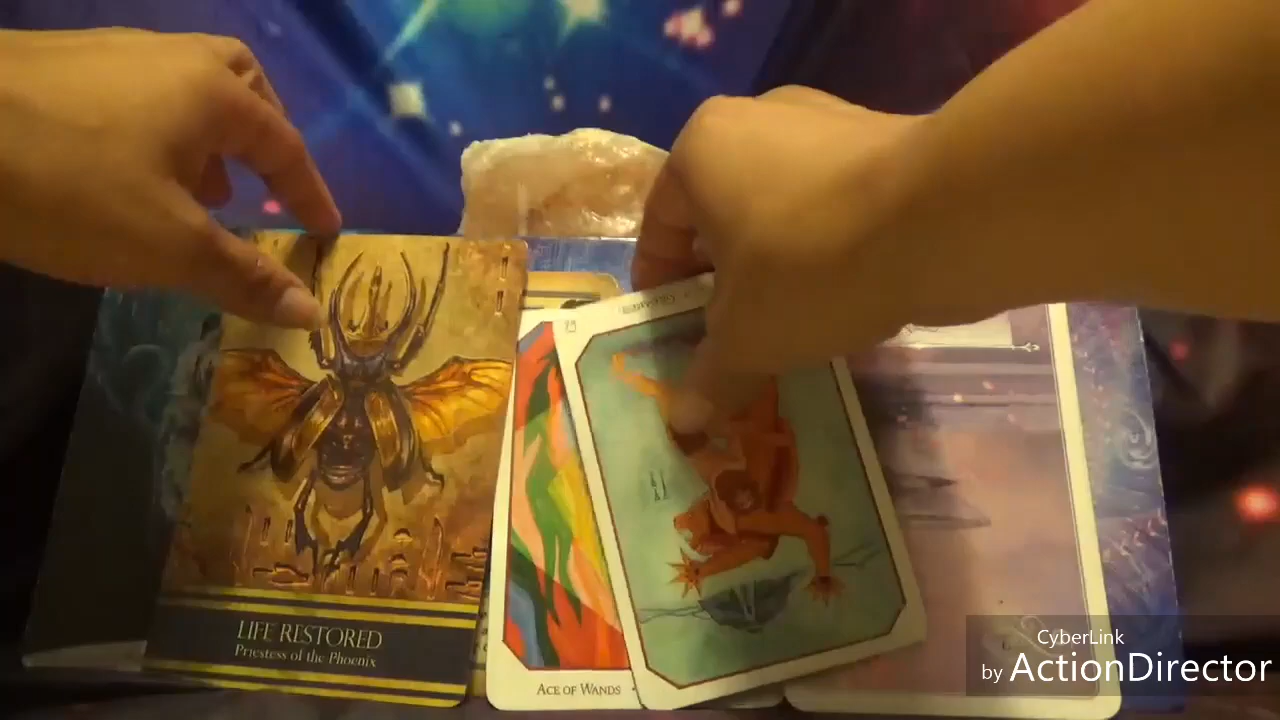 LIFE RESTORED
Priestess of the Phoenix
ACE OF WANDS
CyberLink
by ActionDirector